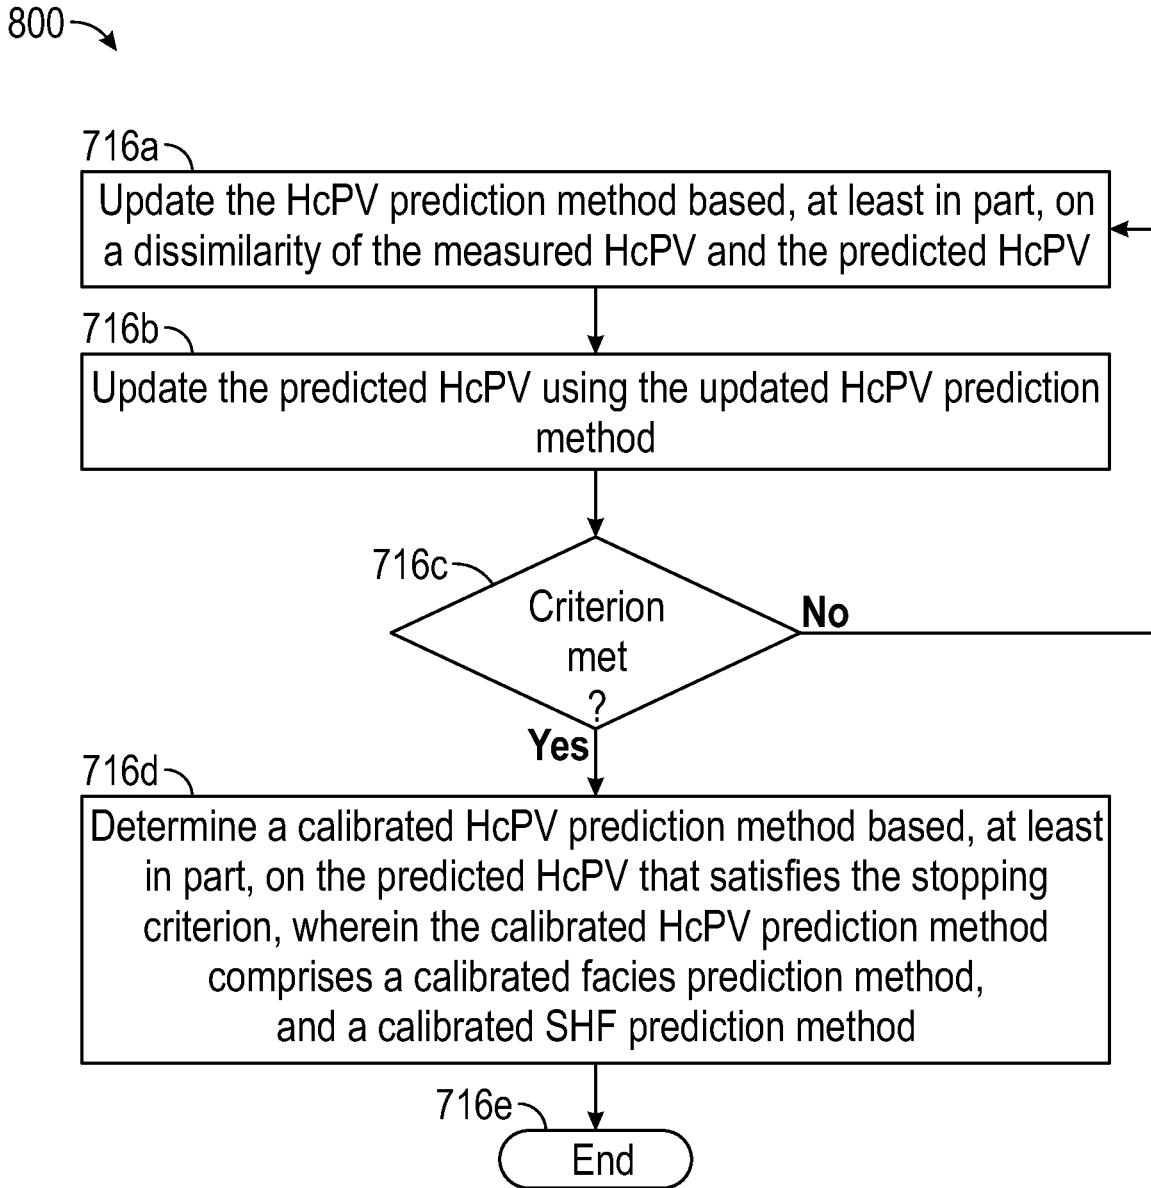 800
716a
Update the HcPV prediction method based, at least in part, on
a dissimilarity of the measured HcPV and the predicted HcPV
716b
Update the predicted HcPV using the updated HcPV prediction
method
716c
Criterion
met
?
No
Yes
716d
Determine a calibrated HcPV prediction method based, at least
in part, on the predicted HcPV that satisfies the stopping
criterion, wherein the calibrated HcPV prediction method
comprises a calibrated facies prediction method,
and a calibrated SHF prediction method
716e
End